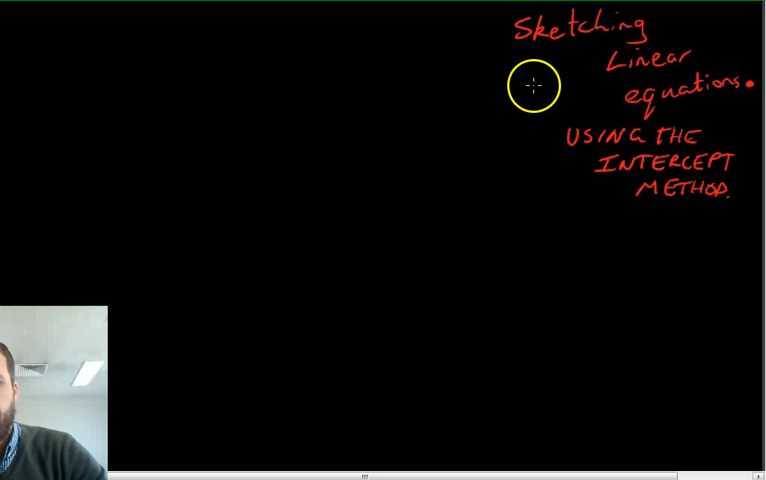 Sketching
Linear
equations.
USING THE
INTERCEPT
METHOD.